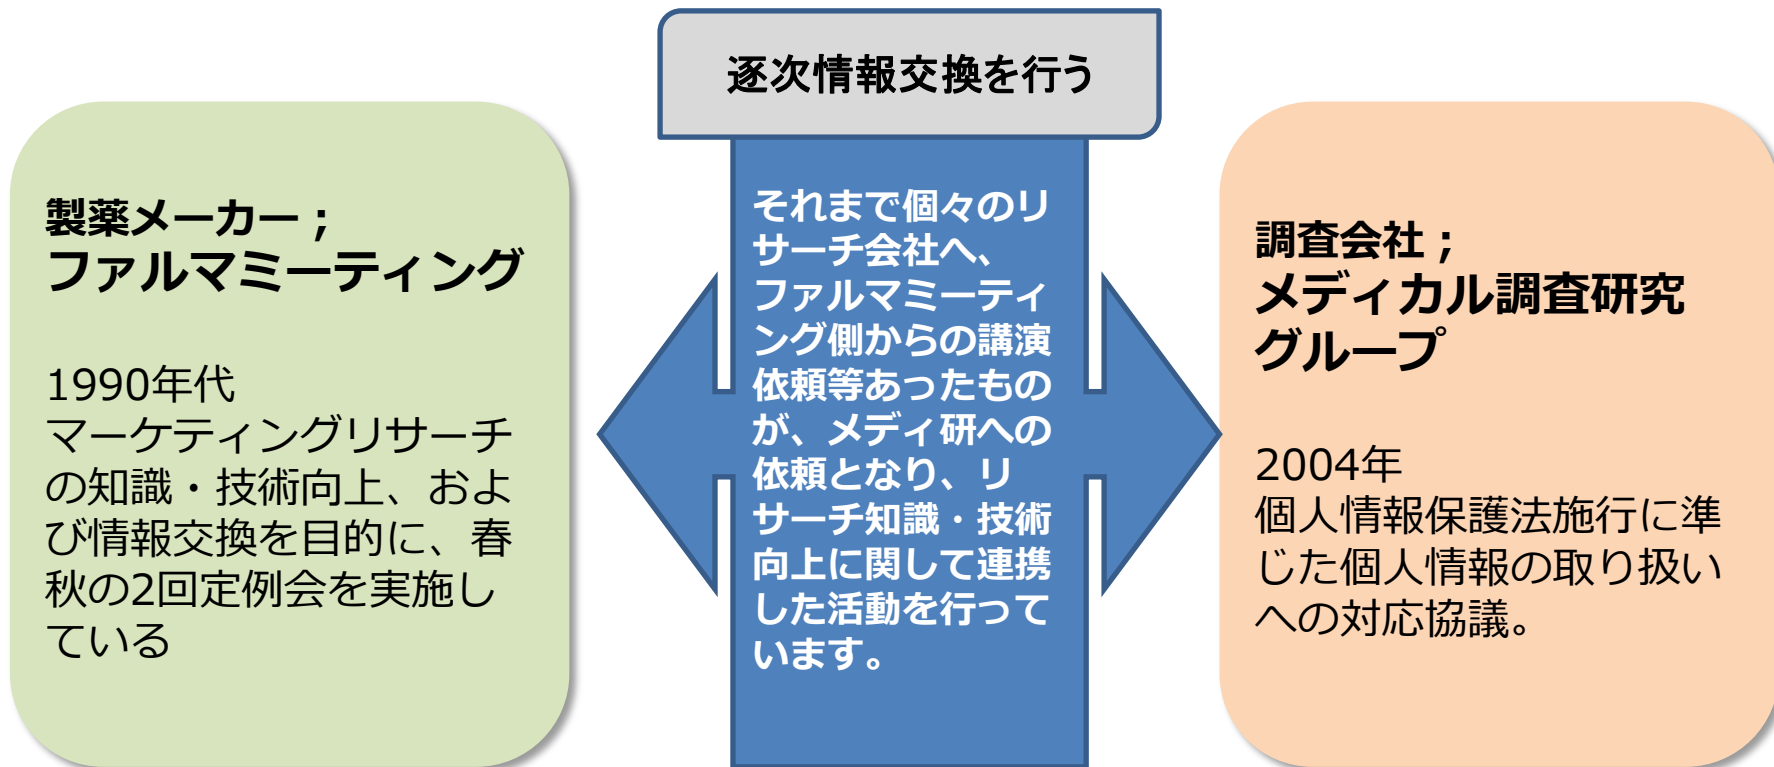 逐次情報交換を行う
製薬メーカー；
ファルマミーティング
1990年代
マーケティングリサーチ
の知識・技術向上、およ
び情報交換を目的に、春
秋の2回定例会を実施し
ている
それまで個々のリ
サーチ会社へ、
ファルマミーティ
ング側からの講演
依頼等あったもの
が、メディ研への
依頼となり、リ
サーチ知識・技術
向上に関して連携
した活動を行って
います。
調査会社；
メディカル調査研究
グループ
2004年
個人情報保護法施行に準
じた個人情報の取り扱い
への対応協議。